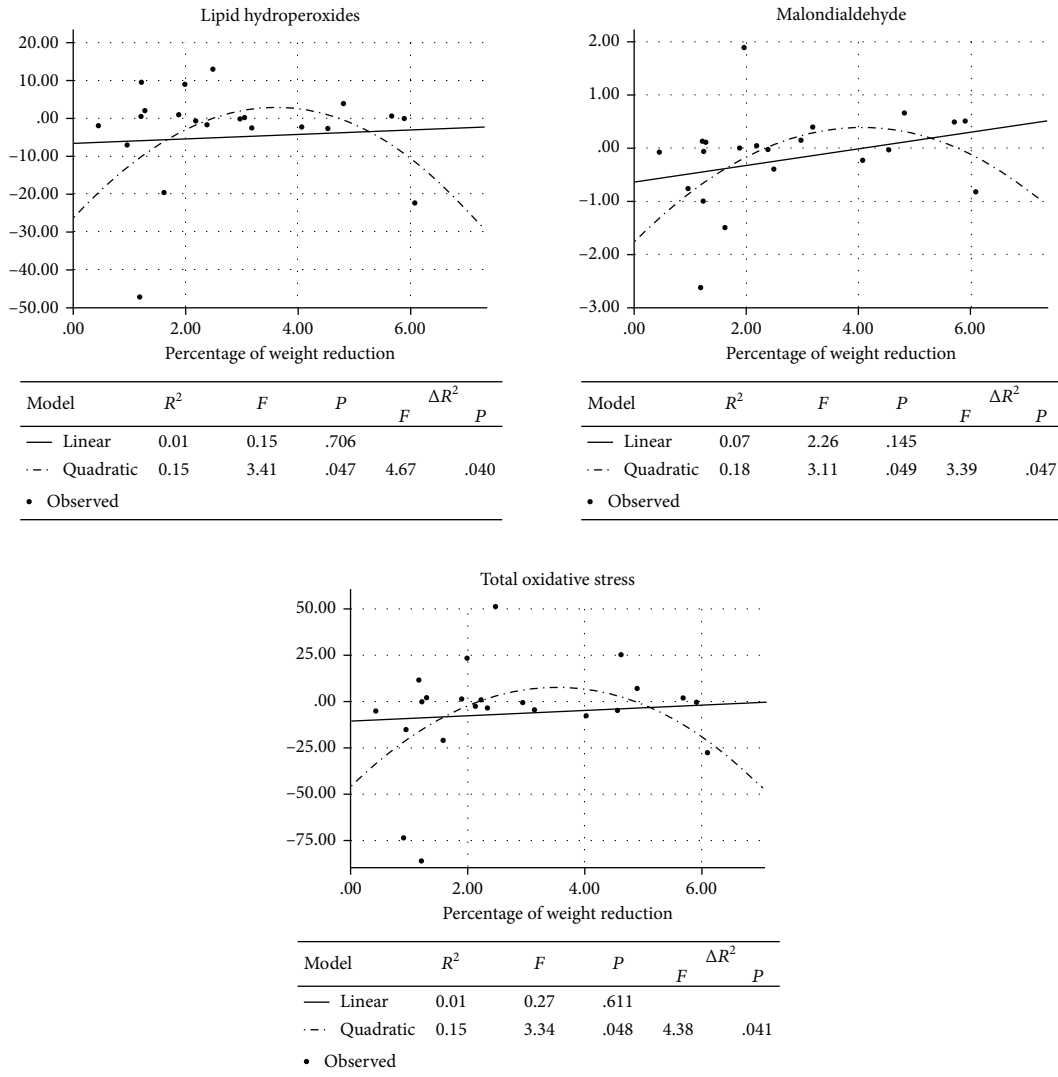 Lipid hydroperoxides
20.00
10.00
.00
−10.00
−20.00
−30.00
−40.00
−50.00
.00 2.00 4.00 6.00
Percentage of weight reduction
Model R² F P ΔR²
F P
Linear 0.01 0.15 .706
Quadratic 0.15 3.41 .047 4.67 .040
Observed
Malondialdehyde
2.00
1.00
.00
−1.00
−2.00
−3.00
.00 2.00 4.00 6.00
Percentage of weight reduction
Model R² F P ΔR²
F P
Linear 0.07 2.26 .145
Quadratic 0.18 3.11 .049 3.39 .047
Observed
Total oxidative stress
50.00
25.00
.00
−25.00
−50.00
−75.00
.00 2.00 4.00 6.00
Percentage of weight reduction
Model R² F P ΔR²
F P
Linear 0.01 0.27 .611
Quadratic 0.15 3.34 .048 4.38 .041
Observed